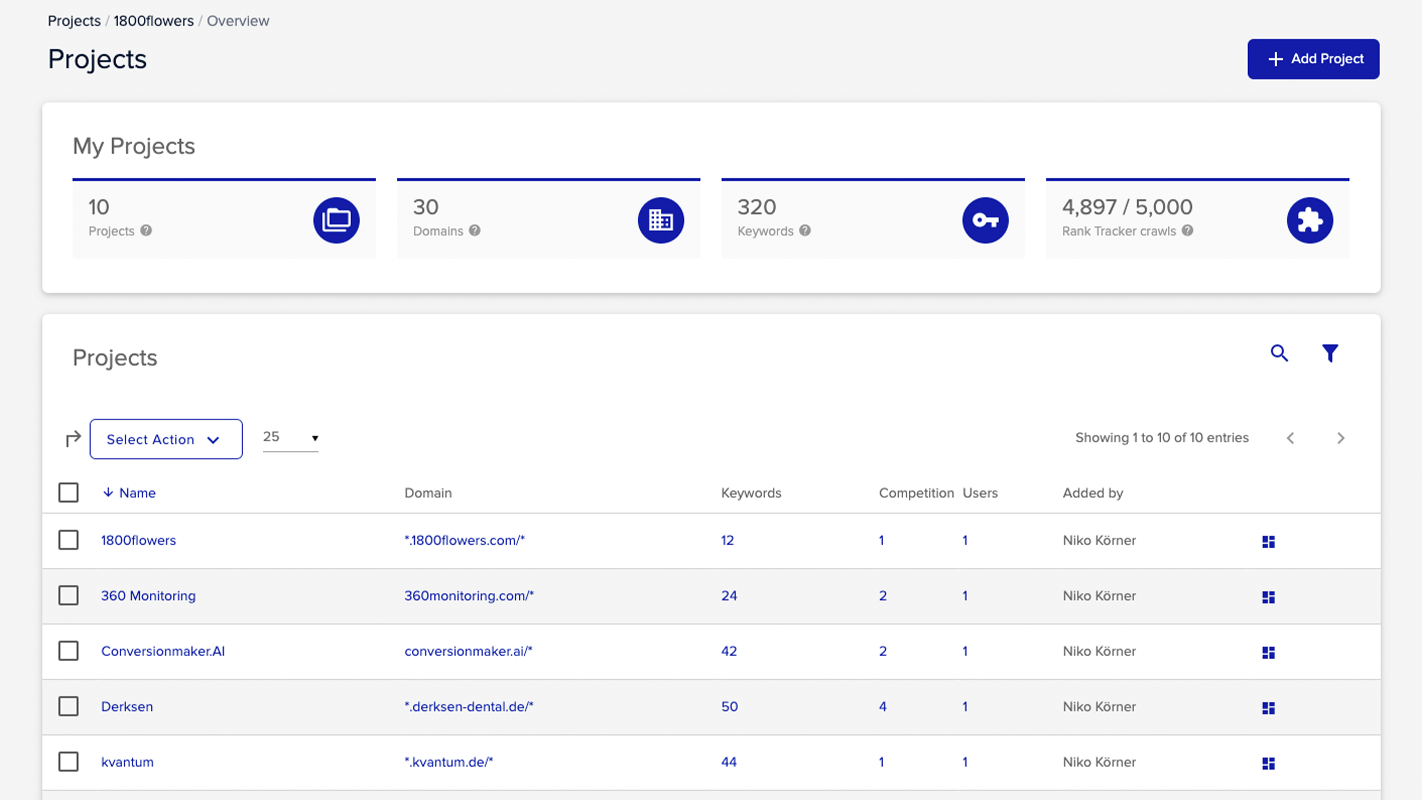 Projects / 1800flowers / Overview
Projects
Add Project
My Projects
10
Projects
30
Domains
320
Keywords
4,897 / 5,000
Rank Tracker crawls
Projects
Select Action
25
Showing 1 to 10 of 10 entries
Name Domain Keywords Competition Users Added by
1800flowers *.1800flowers.com/* 12 1 1 Niko Körner
360 Monitoring 360monitoring.com/* 24 2 1 Niko Körner
Conversionmaker.AI conversionmaker.ai/* 42 2 1 Niko Körner
Derksen *.derksen-dental.de/* 50 4 1 Niko Körner
kvantum *.kvantum.de/* 44 1 1 Niko Körner